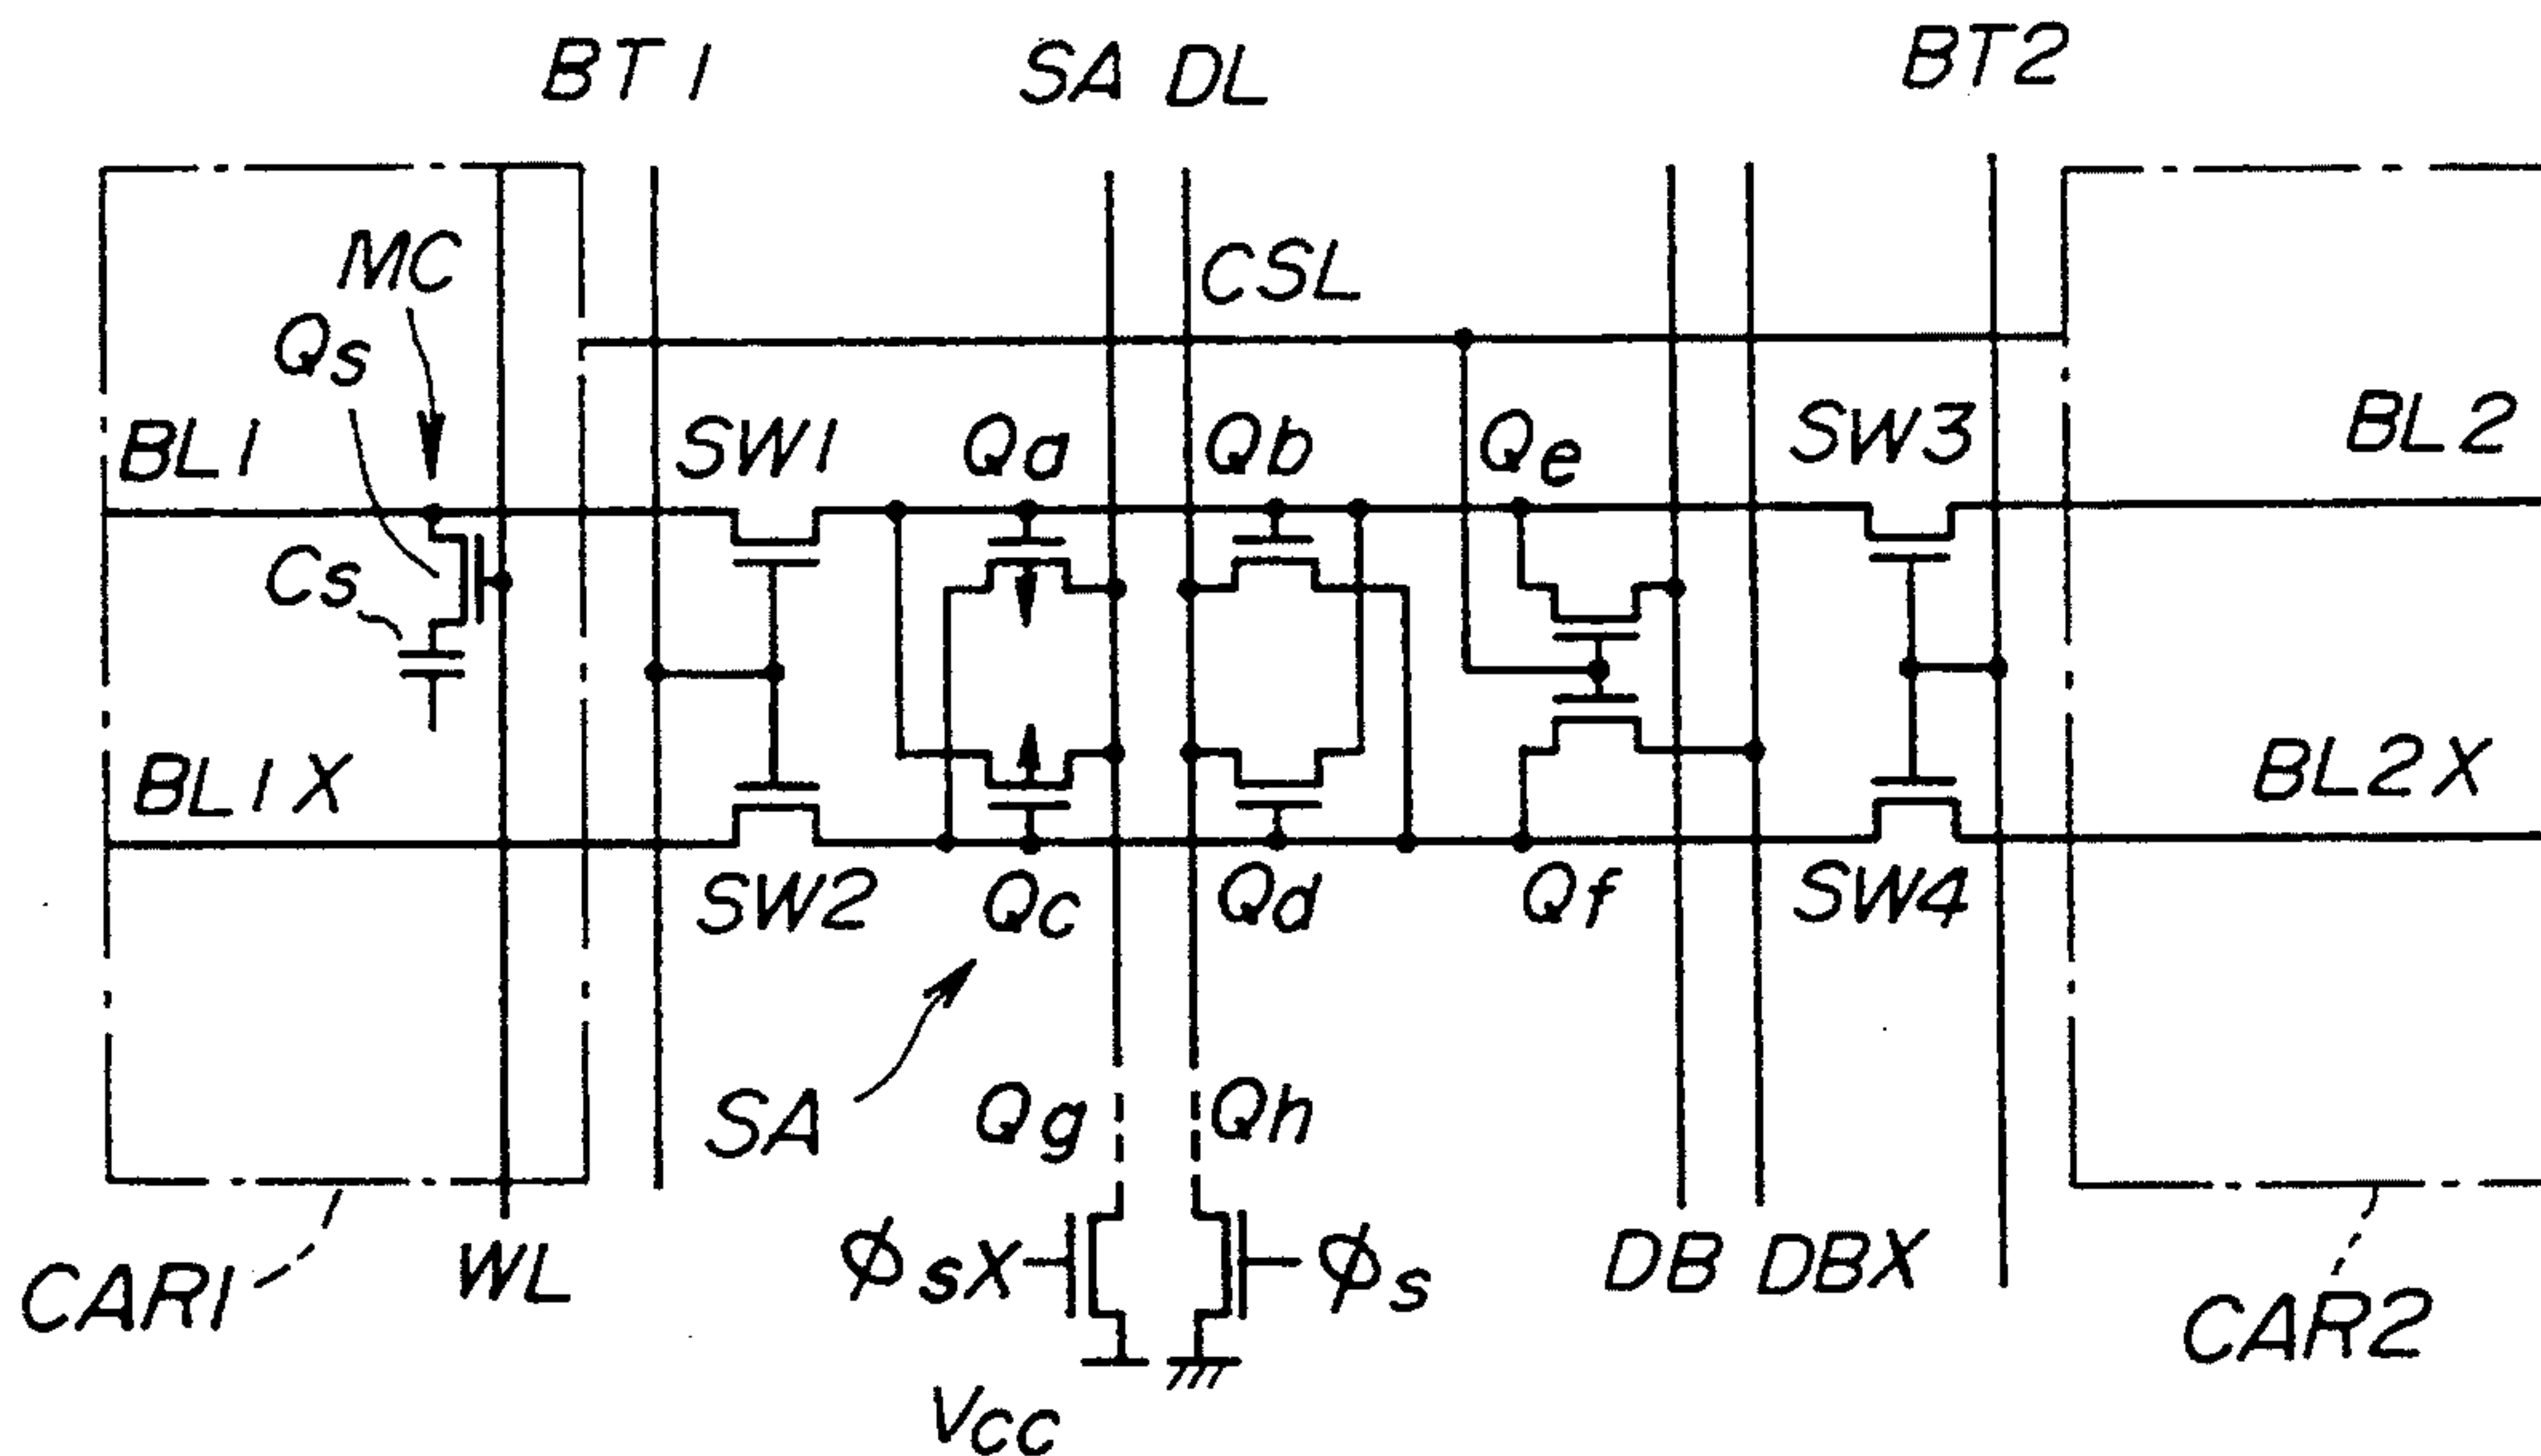 BT1 SA DL BT2
MC CSL
Qs
BL1 SW1 Qa Qb Qe SW3 BL2
Cs
BL1X BL2X
SW2 Qc Qd Qf SW4
SA Qg Qh
CAR1 WL φsX φs DB DBX CAR2
Vcc